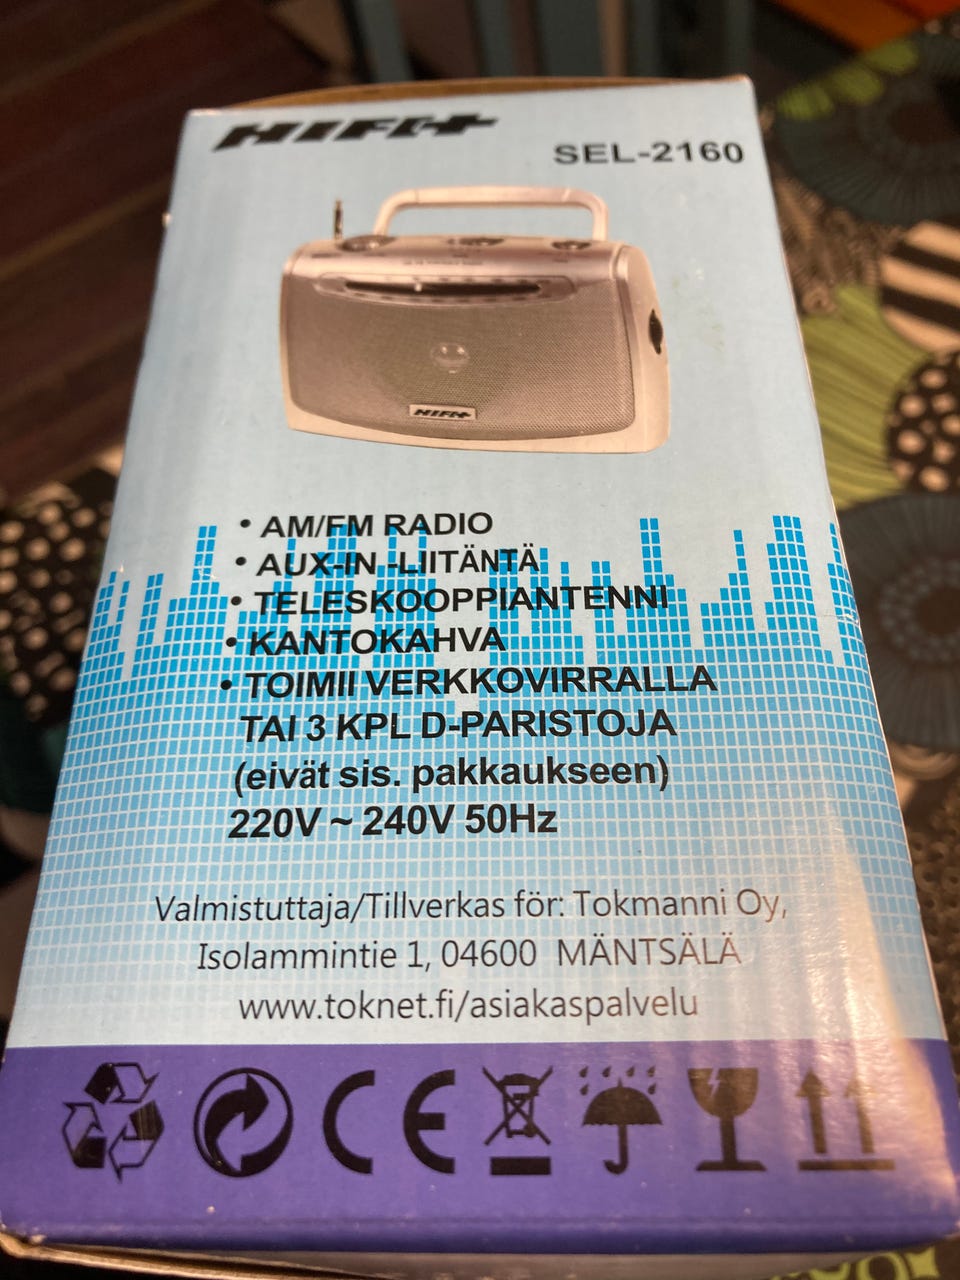 HIFI+
SEL-2160
HIFI+
• AM/FM RADIO
• AUX-IN -LIITÄNTÄ
• TELESKOOPPIANTENNI
• KANTOKAHVA
• TOIMII VERKKOVIRRALLA
TAI 3 KPL D-PARISTOJA
(eivät sis. pakkaukseen)
220V ~ 240V 50Hz
Valmistuttaja/Tillverkas för: Tokmanni Oy,
Isolammintie 1, 04600 MÄNTSÄLÄ
www.toknet.fi/asiakaspalvelu
CE